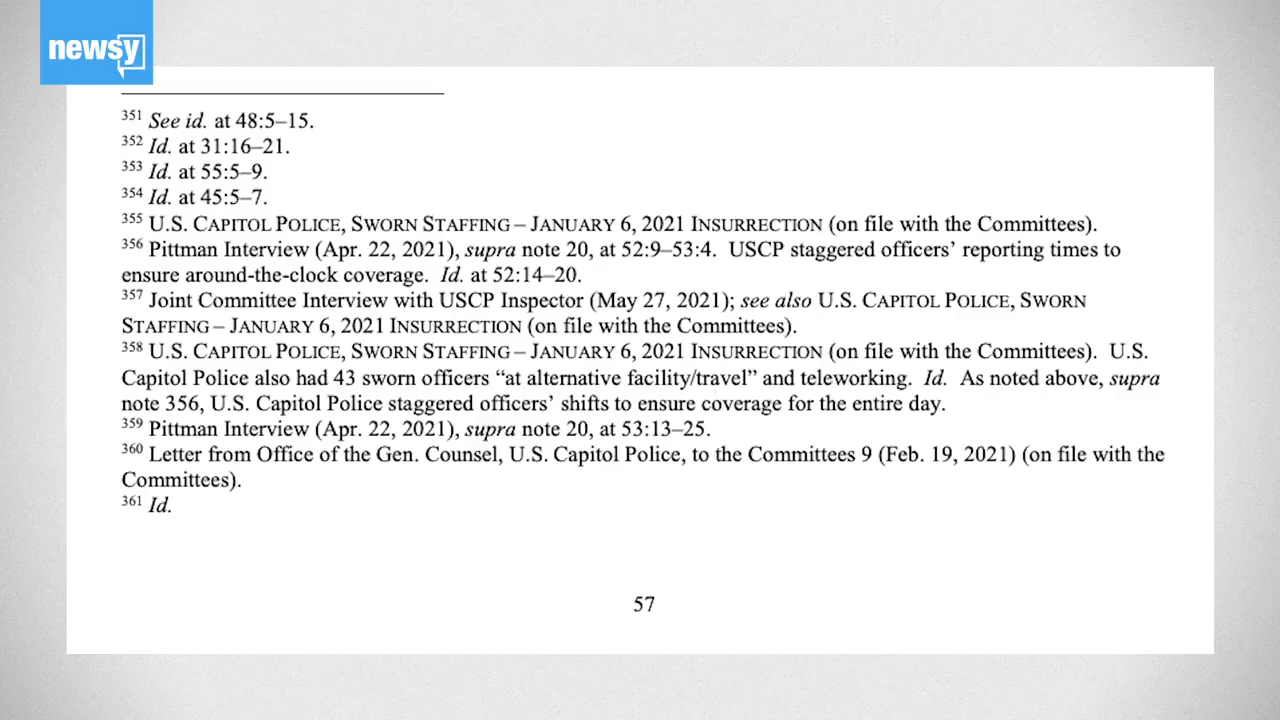 newsy
351 See id. at 48:5–15.
352 Id. at 31:16–21.
353 Id. at 55:5–9.
354 Id. at 45:5–7.
355 U.S. CAPITOL POLICE, SWORN STAFFING – JANUARY 6, 2021 INSURRECTION (on file with the Committees).
356 Pittman Interview (Apr. 22, 2021), supra note 20, at 52:9–53:4. USCP staggered officers’ reporting times to
ensure around-the-clock coverage. Id. at 52:14–20.
357 Joint Committee Interview with USCP Inspector (May 27, 2021); see also U.S. CAPITOL POLICE, SWORN
STAFFING – JANUARY 6, 2021 INSURRECTION (on file with the Committees).
358 U.S. CAPITOL POLICE, SWORN STAFFING – JANUARY 6, 2021 INSURRECTION (on file with the Committees). U.S.
Capitol Police also had 43 sworn officers “at alternative facility/travel” and teleworking. Id. As noted above, supra
note 356, U.S. Capitol Police staggered officers’ shifts to ensure coverage for the entire day.
359 Pittman Interview (Apr. 22, 2021), supra note 20, at 53:13–25.
360 Letter from Office of the Gen. Counsel, U.S. Capitol Police, to the Committees 9 (Feb. 19, 2021) (on file with the
Committees).
361 Id.
57